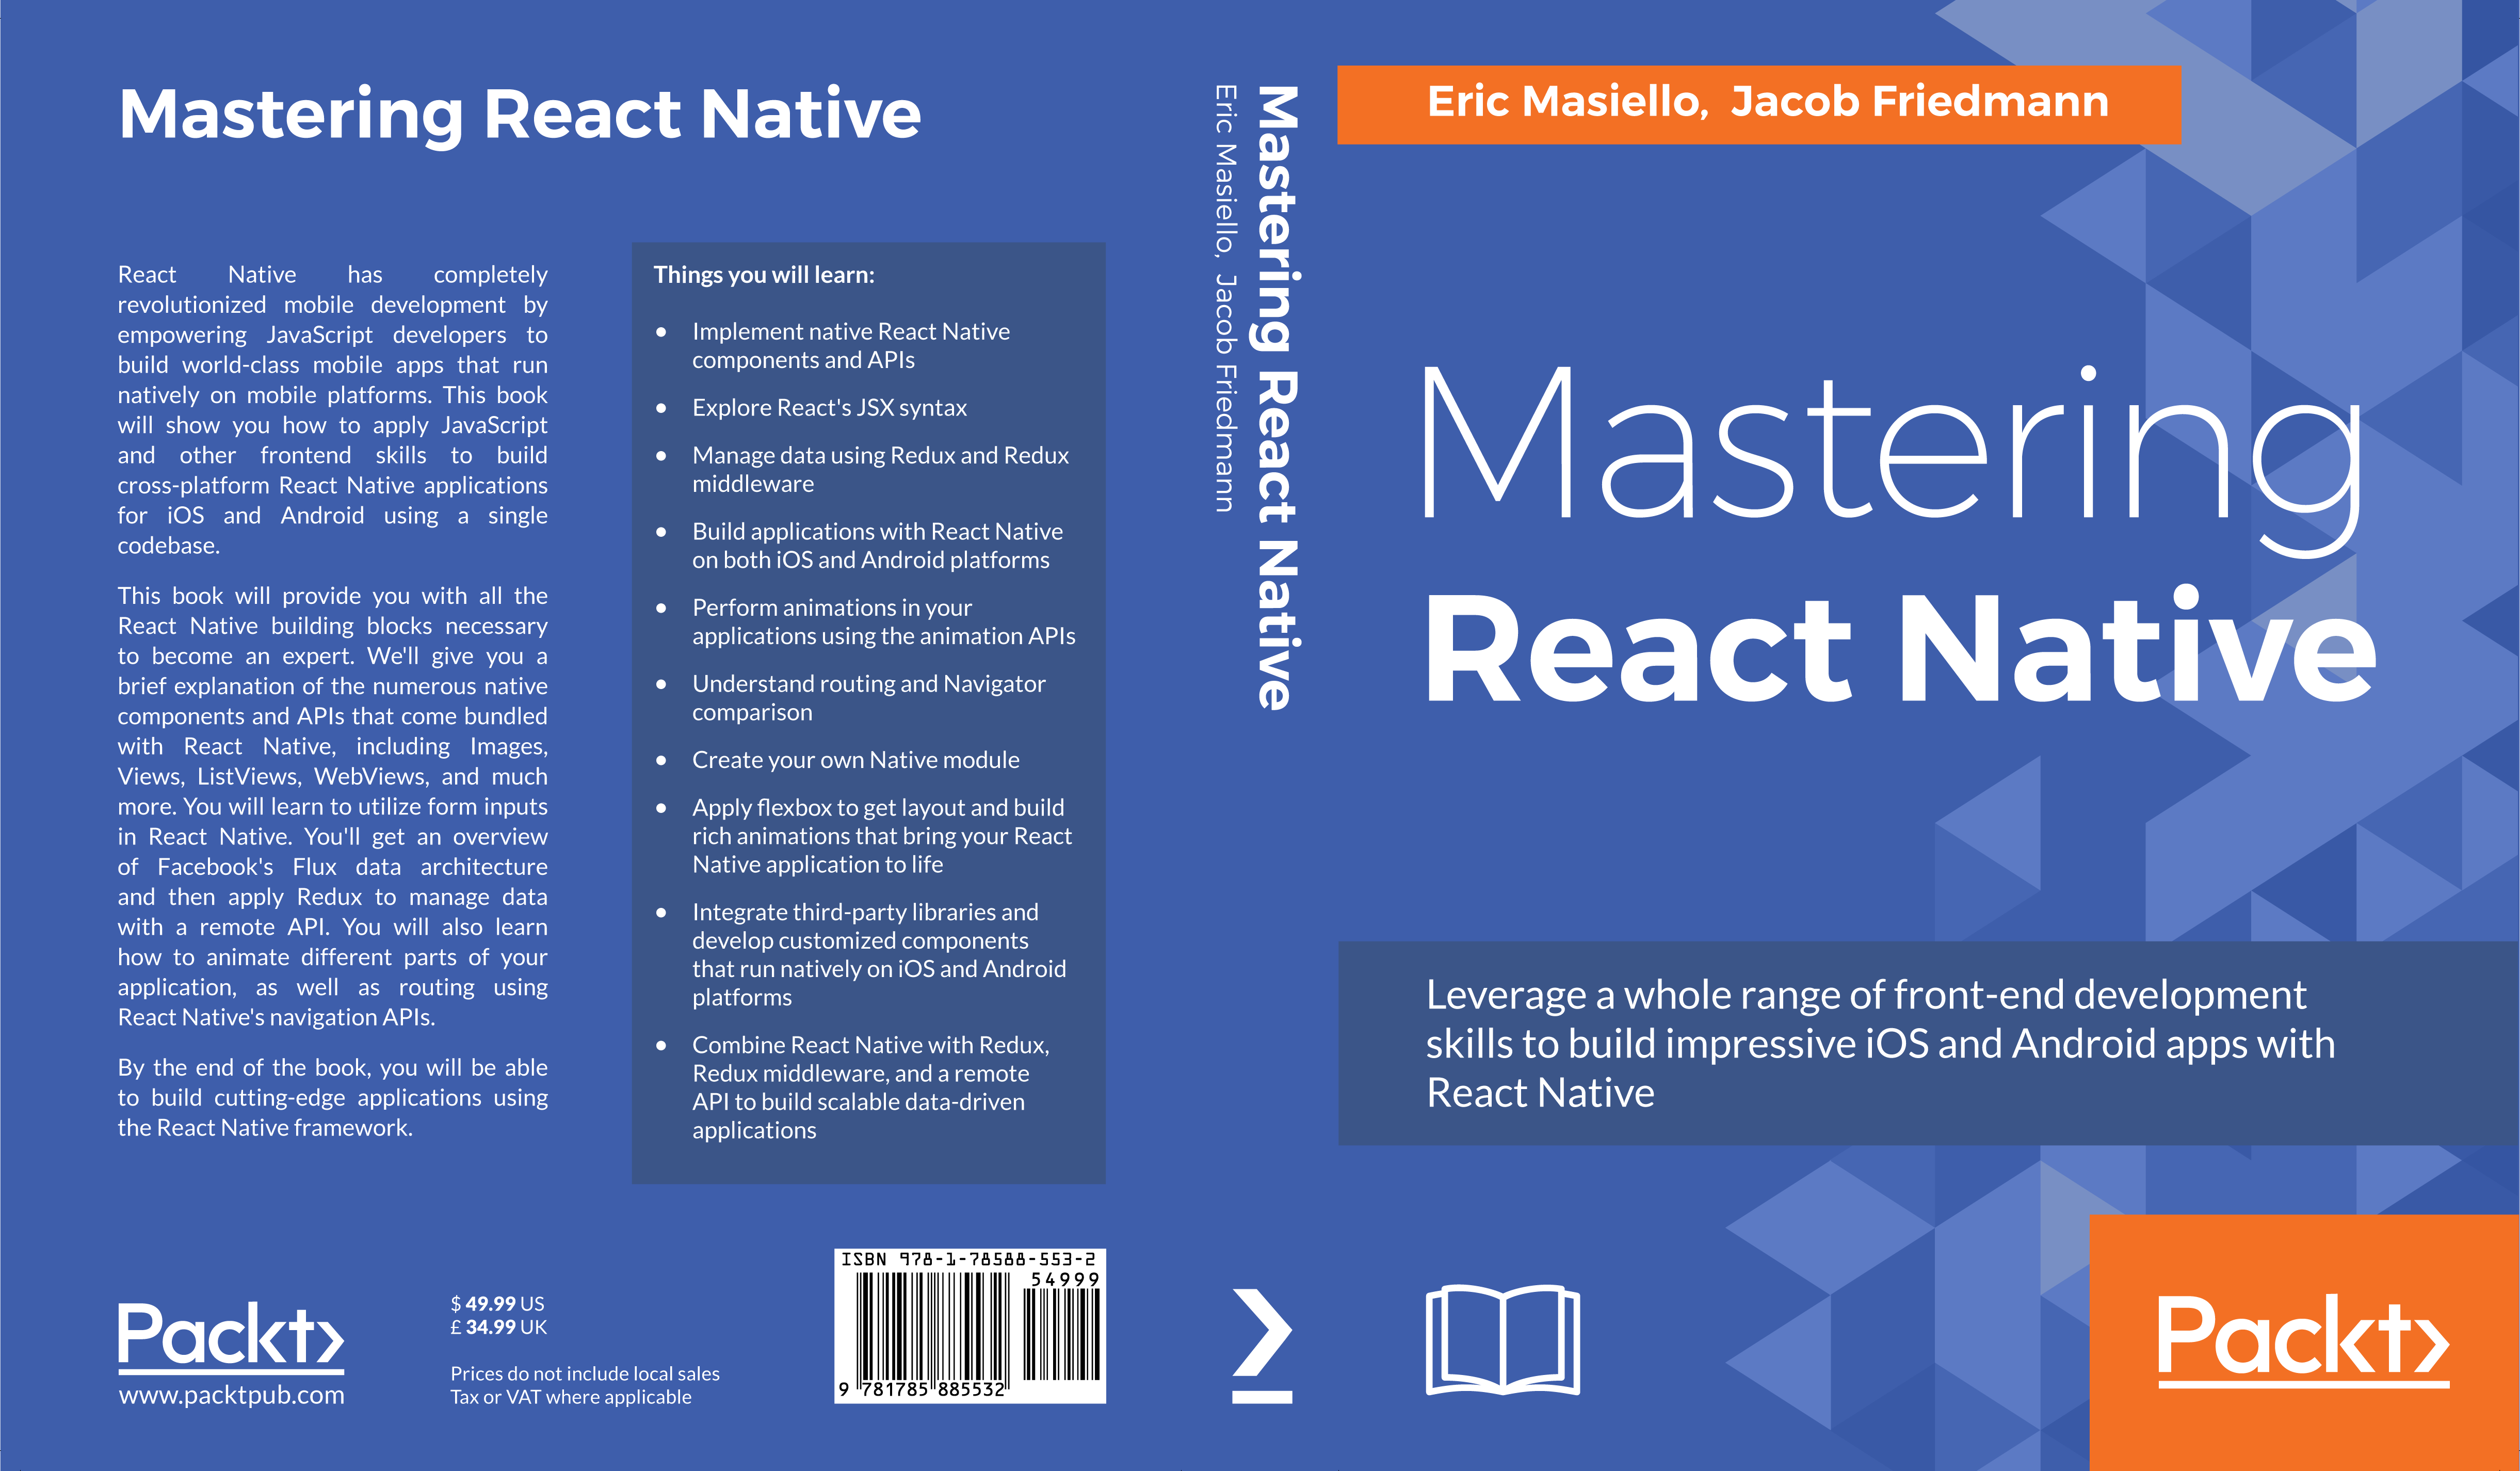 Mastering React Native
React Native has completely
revolutionized mobile development by
empowering JavaScript developers to
build world-class mobile apps that run
natively on mobile platforms. This book
will show you how to apply JavaScript
and other frontend skills to build
cross-platform React Native applications
for iOS and Android using a single
codebase.
This book will provide you with all the
React Native building blocks necessary
to become an expert. We'll give you a
brief explanation of the numerous native
components and APIs that come bundled
with React Native, including Images,
Views, ListViews, WebViews, and much
more. You will learn to utilize form inputs
in React Native. You'll get an overview
of Facebook's Flux data architecture
and then apply Redux to manage data
with a remote API. You will also learn
how to animate different parts of your
application, as well as routing using
React Native's navigation APIs.
By the end of the book, you will be able
to build cutting-edge applications using
the React Native framework.
Things you will learn:
● Implement native React Native
components and APIs
● Explore React's JSX syntax
● Manage data using Redux and Redux
middleware
● Build applications with React Native
on both iOS and Android platforms
● Perform animations in your
applications using the animation APIs
● Understand routing and Navigator
comparison
● Create your own Native module
● Apply flexbox to get layout and build
rich animations that bring your React
Native application to life
● Integrate third-party libraries and
develop customized components
that run natively on iOS and Android
platforms
● Combine React Native with Redux,
Redux middleware, and a remote
API to build scalable data-driven
applications
Packt
www.packtpub.com
$ 49.99 US
£ 34.99 UK
Prices do not include local sales
Tax or VAT where applicable
ISBN 978-1-78588-553-2
54999
9 781785 885532
Mastering React Native
Eric Masiello, Jacob Friedmann
Eric Masiello, Jacob Friedmann
Mastering
React Native
Leverage a whole range of front-end development
skills to build impressive iOS and Android apps with
React Native
Packt